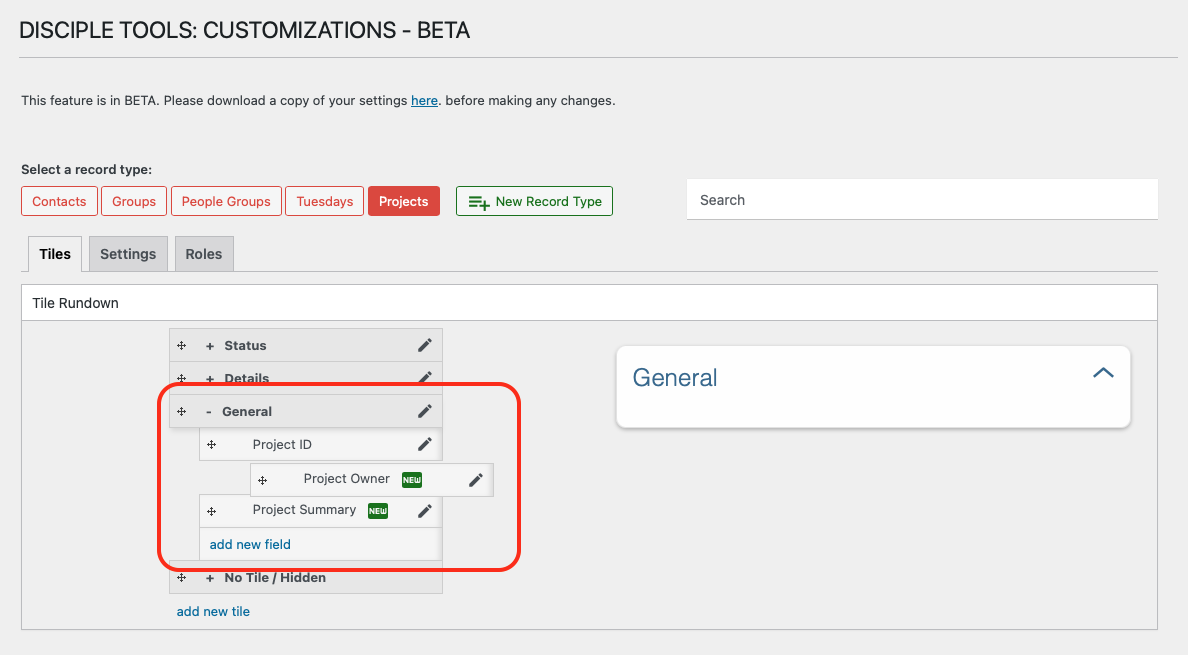 DISCIPLE TOOLS: CUSTOMIZATIONS - BETA
This feature is in BETA. Please download a copy of your settings here. before making any changes.
Select a record type:
Contacts Groups People Groups Tuesdays Projects New Record Type Search
Tiles Settings Roles
Tile Rundown
+ Status
+ Details
- General
Project ID
Project Owner NEW
Project Summary NEW
add new field
+ No Tile / Hidden
add new tile
General